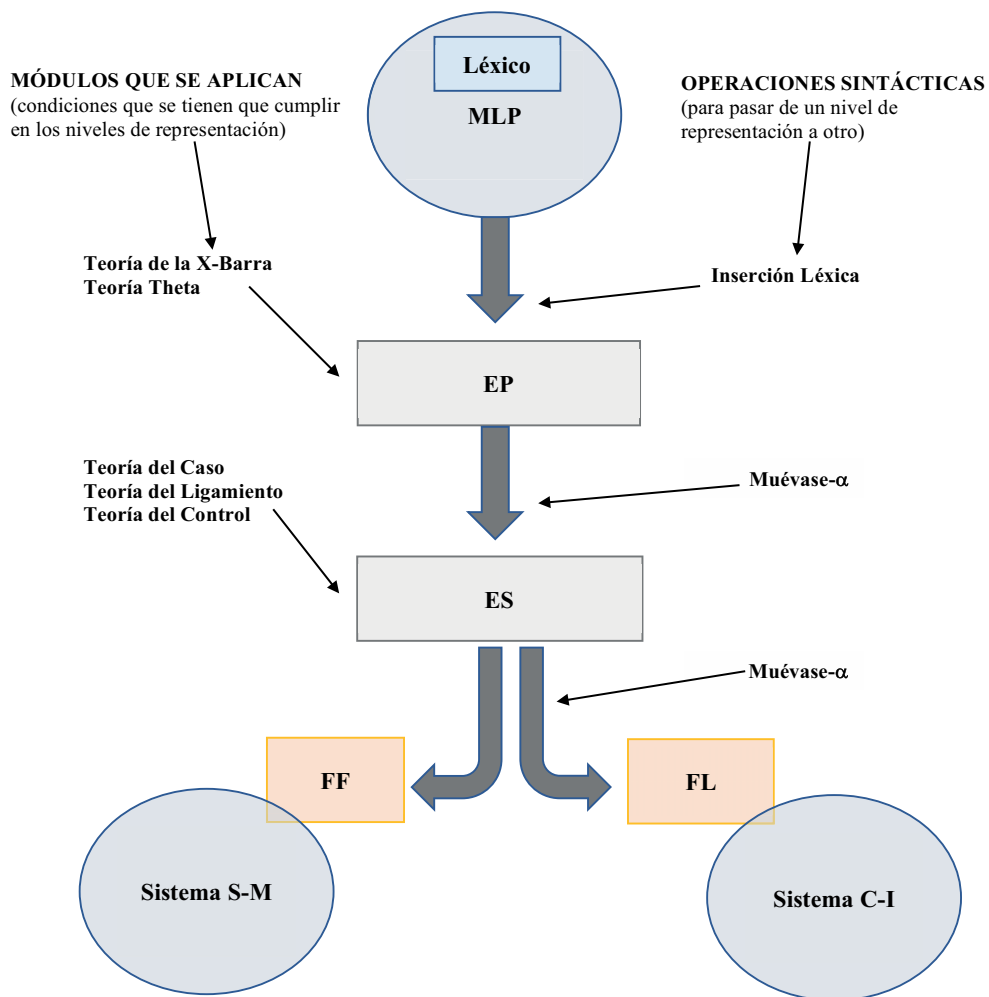 Léxico
MLP
MÓDULOS QUE SE APLICAN
(condiciones que se tienen que cumplir
en los niveles de representación)
OPERACIONES SINTÁCTICAS
(para pasar de un nivel de
representación a otro)
Teoría de la X-Barra
Teoría Theta
Inserción Léxica
EP
Teoría del Caso
Teoría del Ligamiento
Teoría del Control
Muévase-α
ES
Muévase-α
FF
FL
Sistema S-M
Sistema C-I